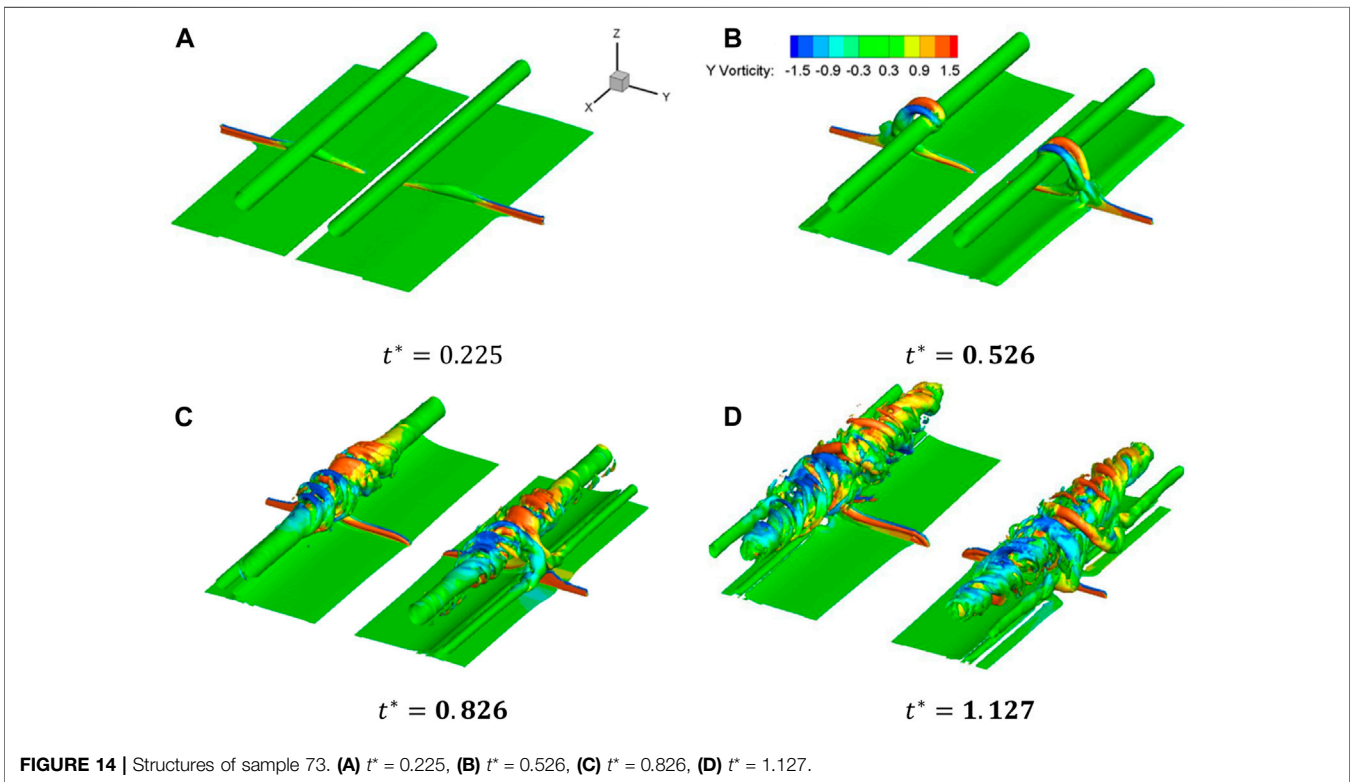 A
Z
X
Y
B
Y Vorticity: -1.5 -0.9 -0.3 0.3 0.9 1.5
t* = 0.225
t* = 0.526
C
D
t* = 0.826
t* = 1.127
FIGURE 14 | Structures of sample 73. (A) t* = 0.225, (B) t* = 0.526, (C) t* = 0.826, (D) t* = 1.127.